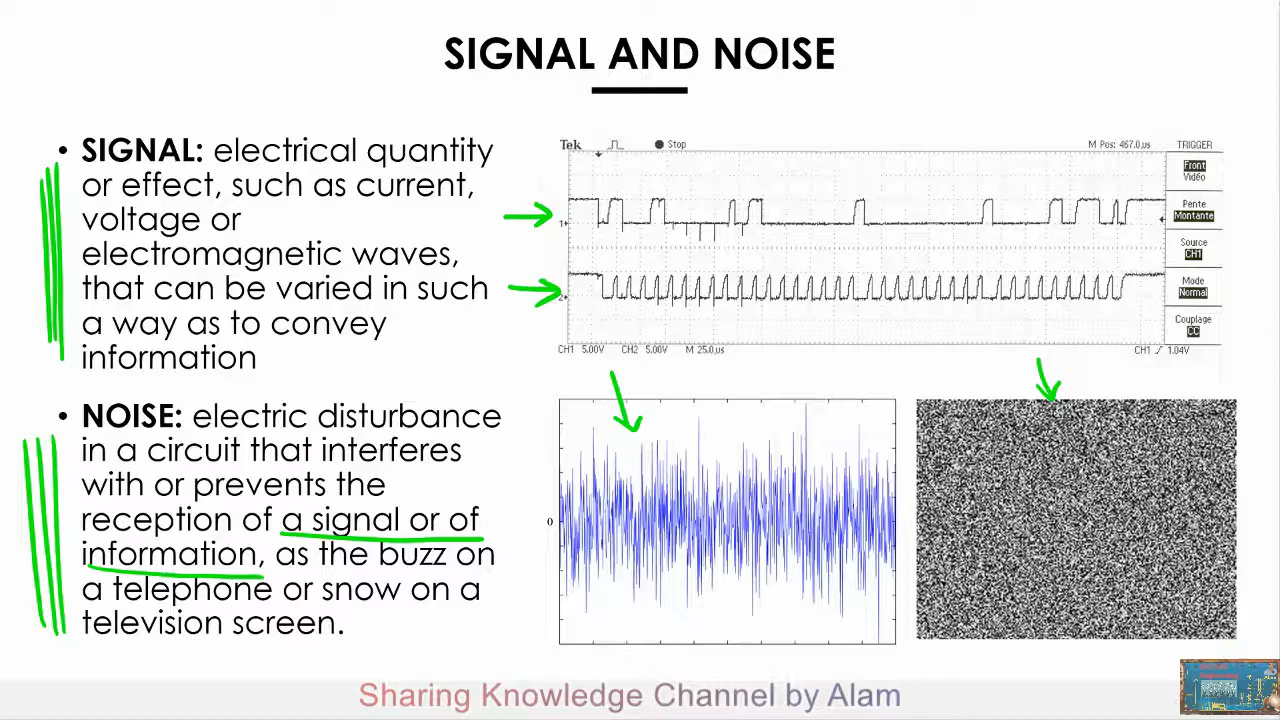 SIGNAL AND NOISE
• SIGNAL: electrical quantity
or effect, such as current,
voltage or
electromagnetic waves,
that can be varied in such
a way as to convey
information
• NOISE: electric disturbance
in a circuit that interferes
with or prevents the
reception of a signal or of
information, as the buzz on
a telephone or snow on a
television screen.
Tek Stop M Pos: 467.0us TRIGGER
Front
Vidéo
Pente
Montante
Source
CH1
Mode
Normal
Couplage
CC
1
2
CH1 5.00V CH2 5.00V M 25.0us CH1 1.04V
0
Sharing Knowledge Channel by Alam